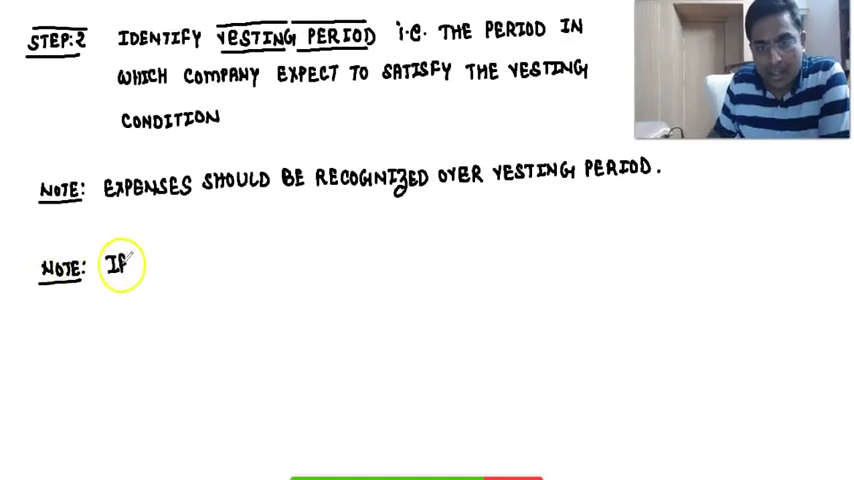 STEP:2 IDENTIFY VESTING PERIOD i.e. THE PERIOD IN
WHICH COMPANY EXPECT TO SATISFY THE VESTING
CONDITION
NOTE: EXPENSES SHOULD BE RECOGNIZED OVER VESTING PERIOD.
NOTE: IF